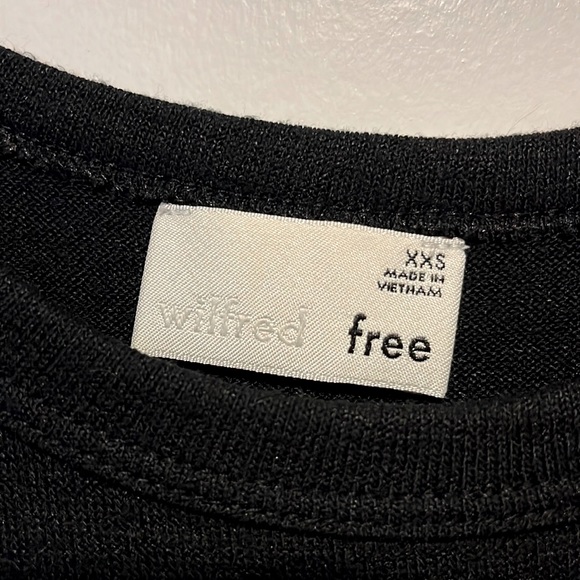 XXS
MADE IN
VIETNAM
wilfred free